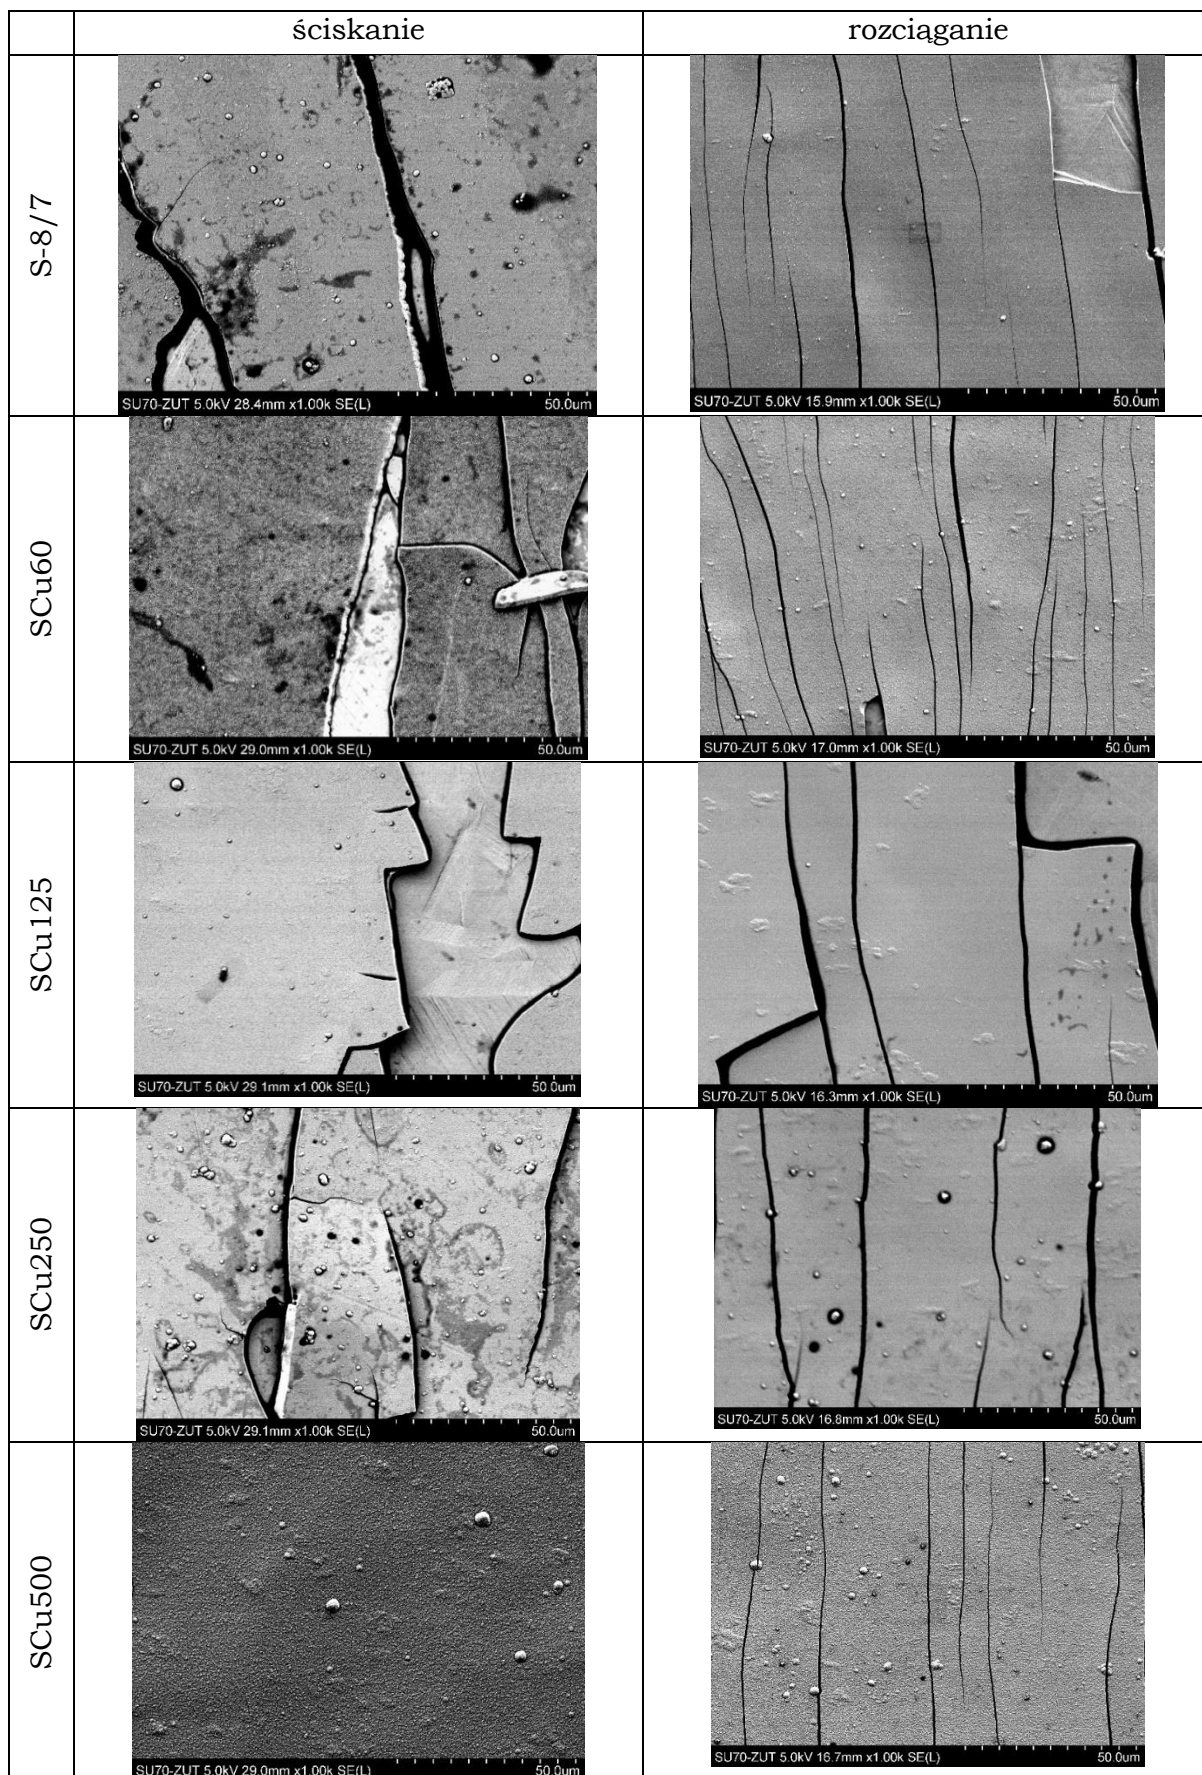 ściskanie rozciąganie
S-8/7
SU70-ZUT 5.0kV 28.4mm x1.00k SE(L) 50.0um
SU70-ZUT 5.0kV 15.9mm x1.00k SE(L) 50.0um
SCu60
SU70-ZUT 5.0kV 29.0mm x1.00k SE(L) 50.0um
SU70-ZUT 5.0kV 17.0mm x1.00k SE(L) 50.0um
SCu125
SU70-ZUT 5.0kV 29.1mm x1.00k SE(L) 50.0um
SU70-ZUT 5.0kV 16.3mm x1.00k SE(L) 50.0um
SCu250
SU70-ZUT 5.0kV 29.1mm x1.00k SE(L) 50.0um
SU70-ZUT 5.0kV 16.8mm x1.00k SE(L) 50.0um
SCu500
SU70-ZUT 5.0kV 29.0mm x1.00k SE(L) 50.0um
SU70-ZUT 5.0kV 16.7mm x1.00k SE(L) 50.0um